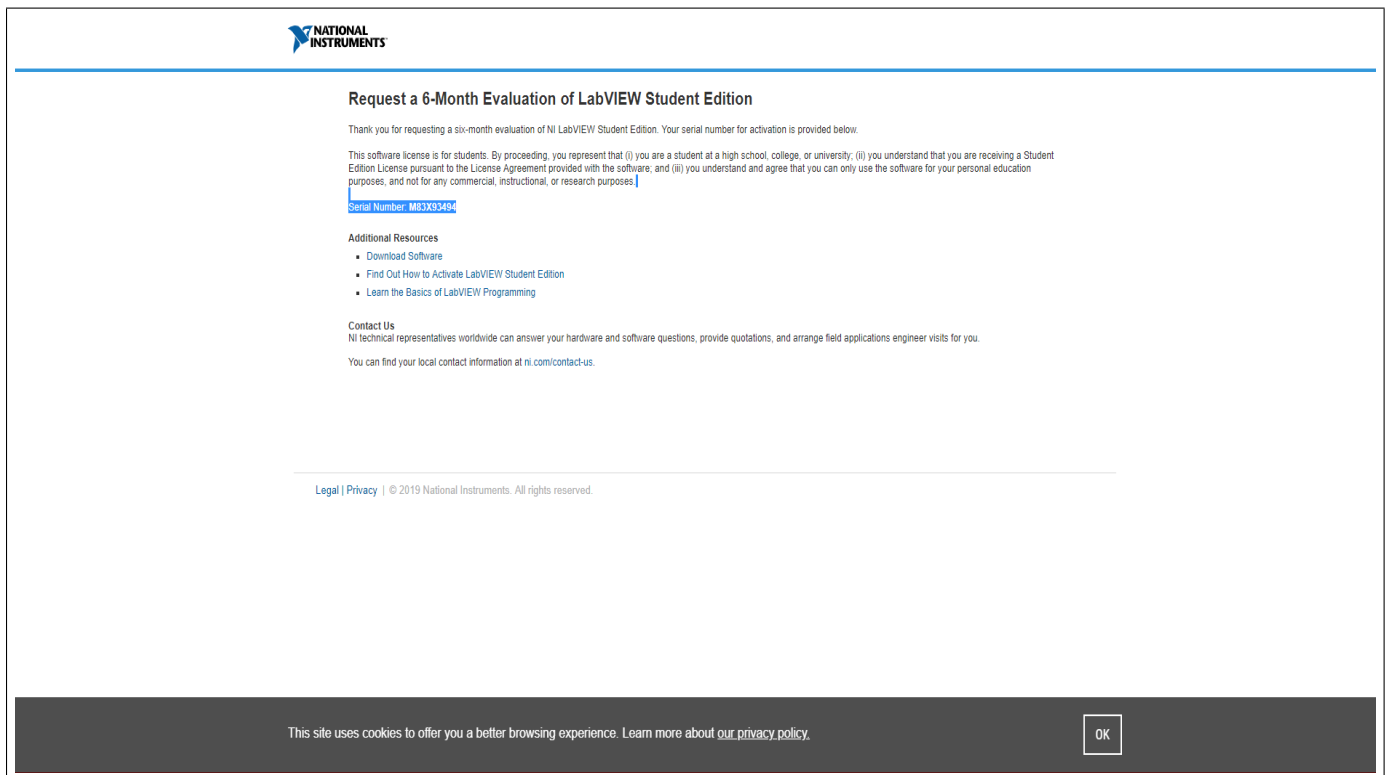 NATIONAL
INSTRUMENTS
Request a 6-Month Evaluation of LabVIEW Student Edition
Thank you for requesting a six-month evaluation of NI LabVIEW Student Edition. Your serial number for activation is provided below.
This software license is for students. By proceeding, you represent that (i) you are a student at a high school, college, or university; (ii) you understand that you are receiving a Student
Edition License pursuant to the License Agreement provided with the software; and (iii) you understand and agree that you can only use the software for your personal education
purposes, and not for any commercial, instructional, or research purposes.
Serial Number: M83X93494
Additional Resources
▪ Download Software
▪ Find Out How to Activate LabVIEW Student Edition
▪ Learn the Basics of LabVIEW Programming
Contact Us
NI technical representatives worldwide can answer your hardware and software questions, provide quotations, and arrange field applications engineer visits for you.
You can find your local contact information at ni.com/contact-us.
Legal | Privacy | © 2019 National Instruments. All rights reserved.
This site uses cookies to offer you a better browsing experience. Learn more about our privacy policy.
OK